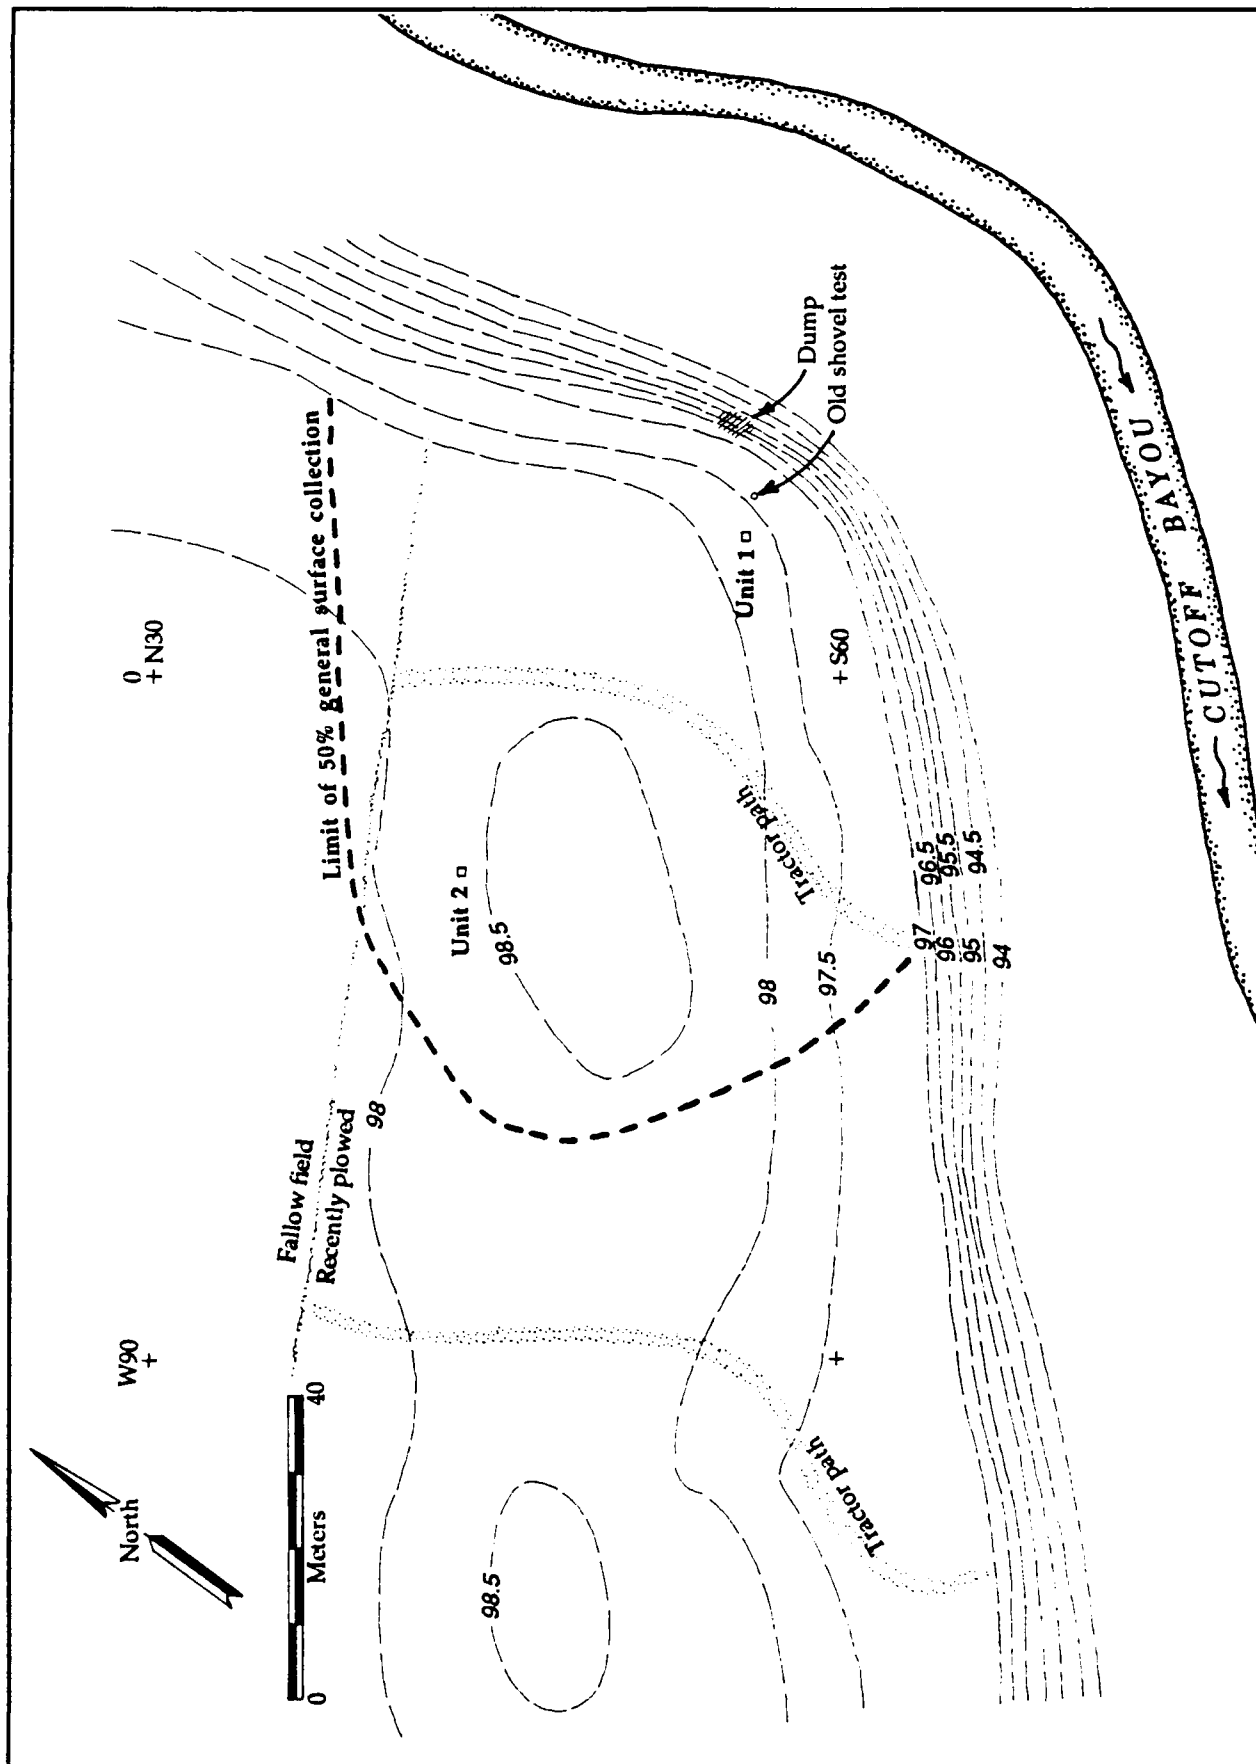 North
W90
0
N30
0
Meters
40
Fallow field
Recently plowed
Limit of 50% general surface collection
98
98.5
Unit 2
98.5
Unit 1
Dump
Old shovel test
S60
Tractor path
Tractor path
98
97.5
97
96.5
96
95.5
95
94.5
94
CUTOFF BAYOU